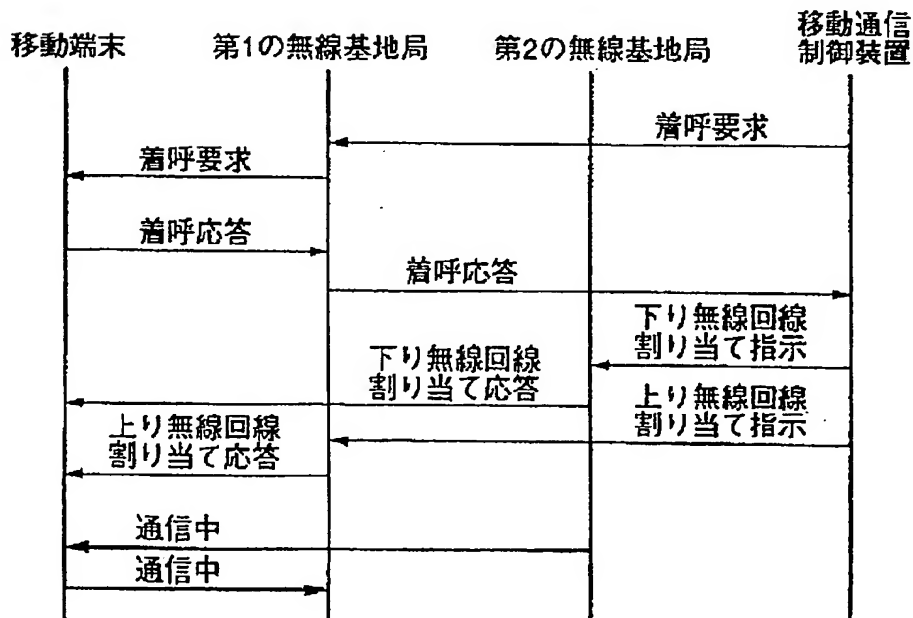 移動端末
第1の無線基地局
第2の無線基地局
移動通信
制御装置
着呼要求
着呼要求
着呼応答
着呼応答
下り無線回線
割り当て指示
下り無線回線
割り当て応答
上り無線回線
割り当て指示
上り無線回線
割り当て応答
通信中
通信中